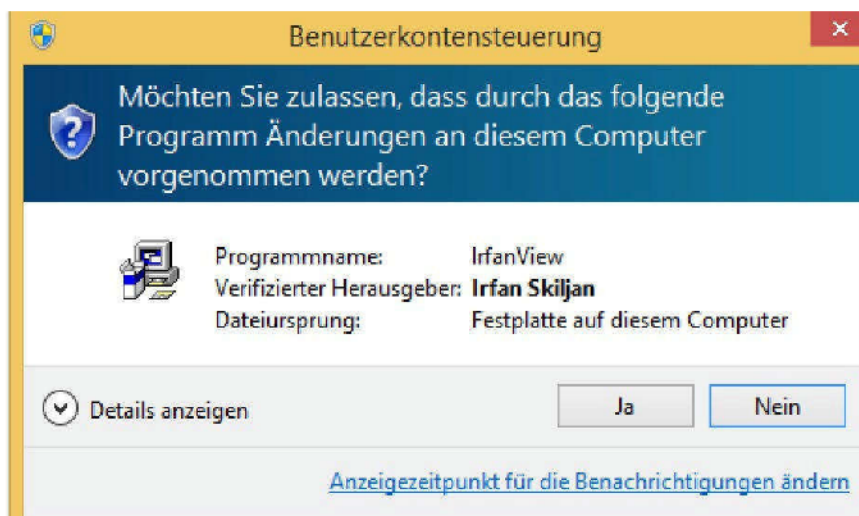 Benutzerkontensteuerung
Möchten Sie zulassen, dass durch das folgende
Programm Änderungen an diesem Computer
vorgenommen werden?
Programmname: IrfanView
Verifizierter Herausgeber: Irfan Skiljan
Dateiursprung: Festplatte auf diesem Computer
Details anzeigen Ja Nein
Anzeigezeitpunkt für die Benachrichtigungen ändern